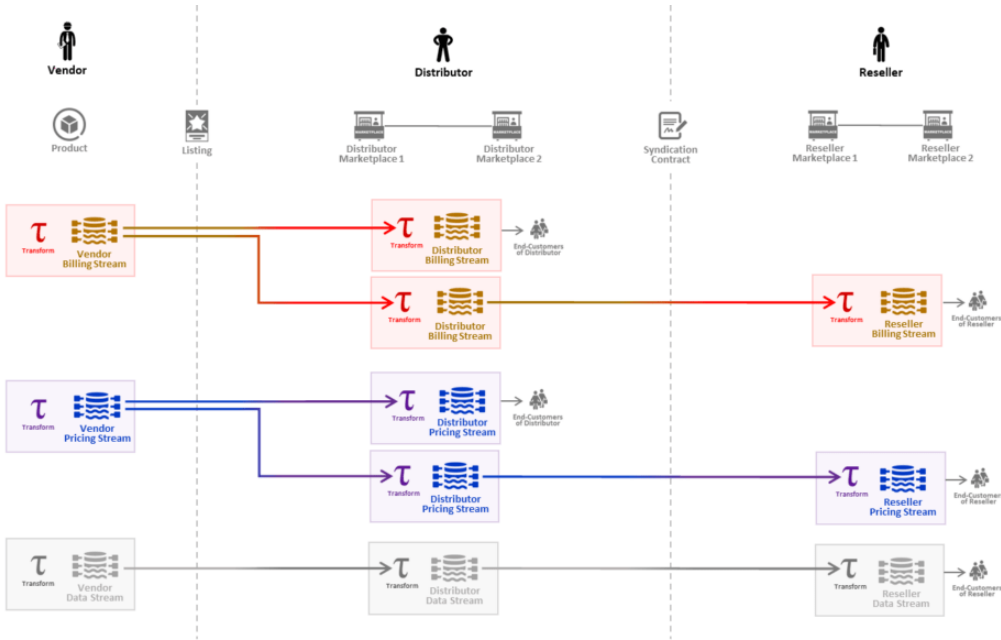 Vendor
Distributor
Reseller
MARKETPLACE
MARKETPLACE
MARKETPLACE
MARKETPLACE
Product
Listing
Distributor
Marketplace 1
Distributor
Marketplace 2
Syndication
Contract
Reseller
Marketplace 1
Reseller
Marketplace 2
τ
Transform
Vendor
Billing Stream
τ
Transform
Distributor
Billing Stream
End-Customers
of Distributor
τ
Transform
Distributor
Billing Stream
τ
Transform
Reseller
Billing Stream
End-Customers
of Reseller
τ
Transform
Vendor
Pricing Stream
τ
Transform
Distributor
Pricing Stream
End-Customers
of Distributor
τ
Transform
Distributor
Pricing Stream
τ
Transform
Reseller
Pricing Stream
End-Customers
of Reseller
τ
Transform
Vendor
Data Stream
τ
Transform
Distributor
Data Stream
τ
Transform
Reseller
Data Stream
End-Customers
of Reseller